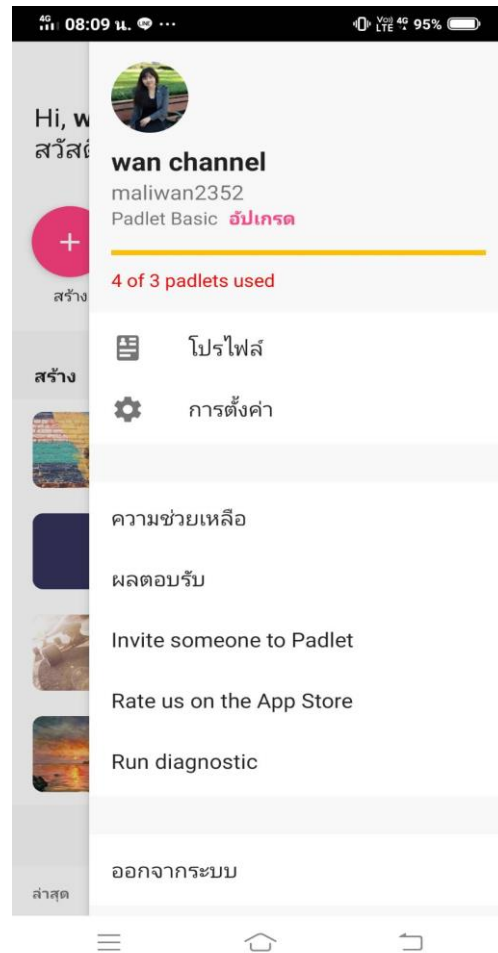 4G 08:09 น. ··· Voj) LTE 4G 95%
Hi, w
สวัสดี
wan channel
maliwan2352
Padlet Basic อัปเกรด
4 of 3 padlets used
สร้าง
โปรไฟล์
สร้าง
การตั้งค่า
ความช่วยเหลือ
ผลตอบรับ
Invite someone to Padlet
Rate us on the App Store
Run diagnostic
ออกจากระบบ
ล่าสุด